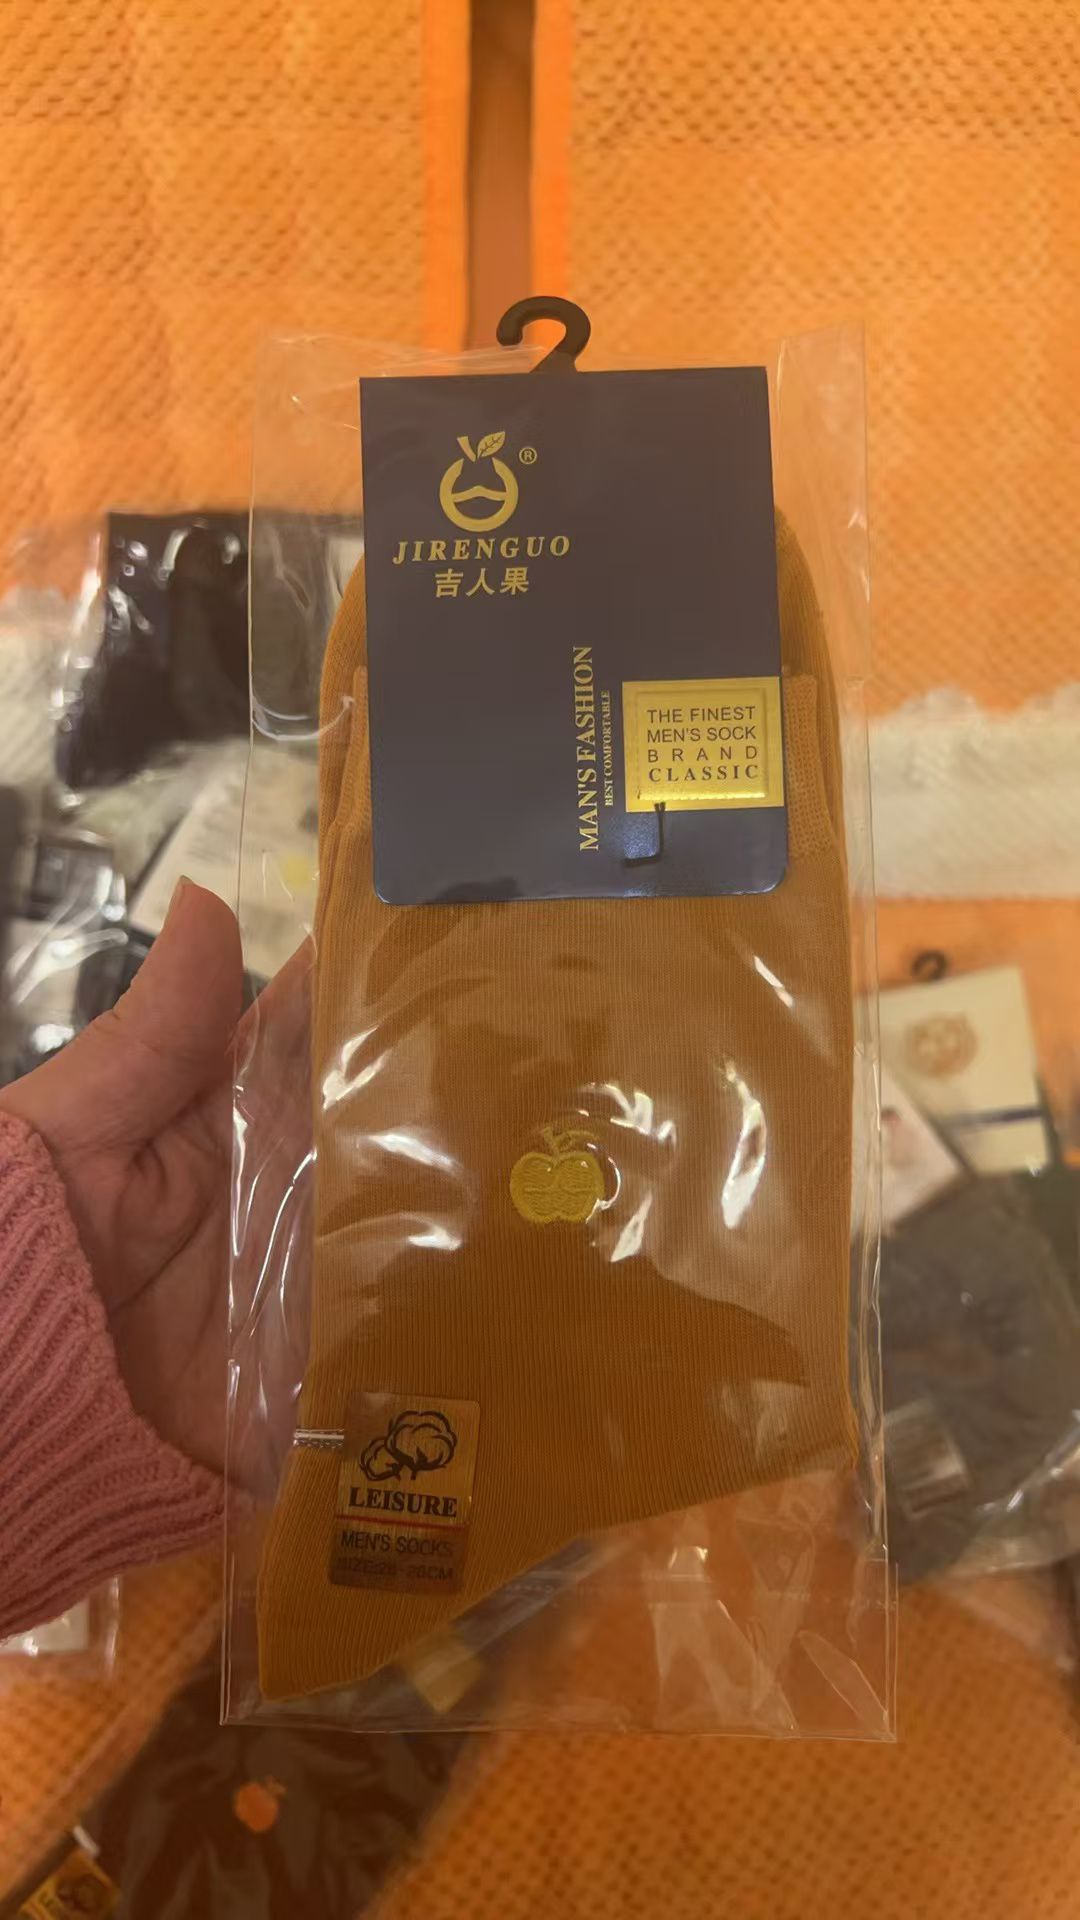 ®
JIRENGUO
吉人果
MAN'S FASHION
BEST COMFORTABLE
THE FINEST
MEN'S SOCK
BRAND
CLASSIC
LEISURE
MEN'S SOCKS